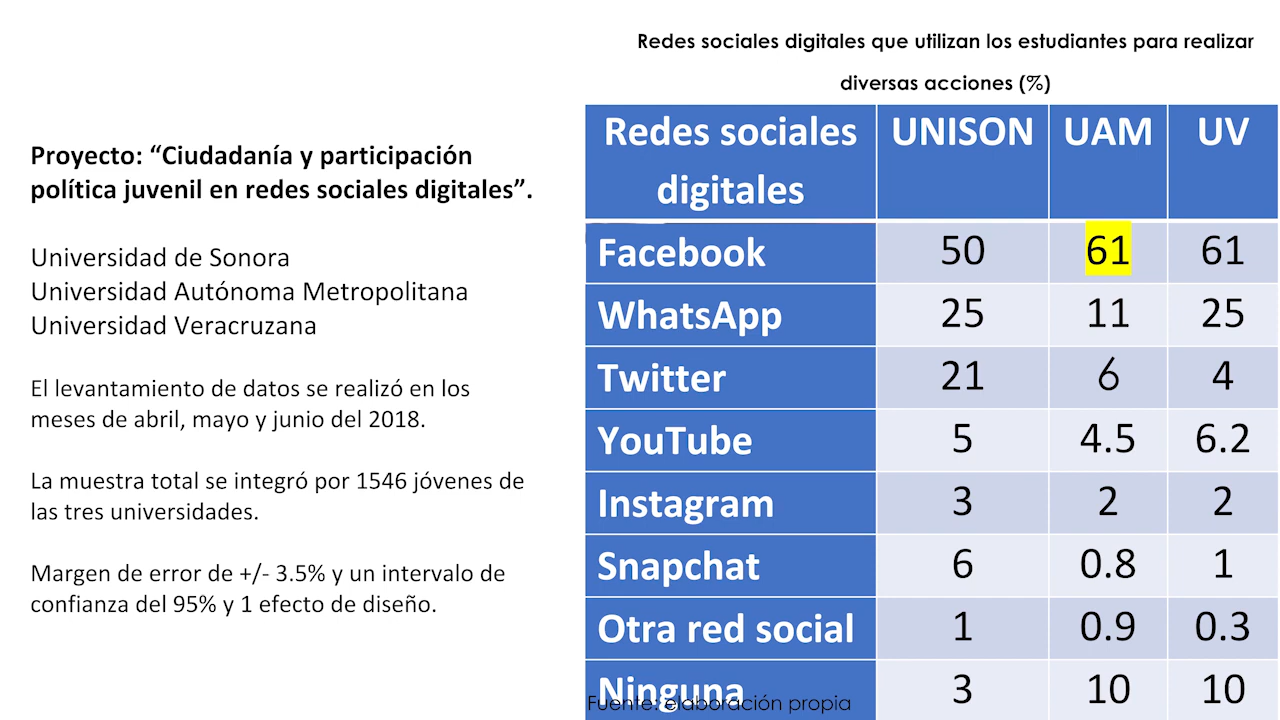 Redes sociales digitales que utilizan los estudiantes para realizar
diversas acciones (%)
Proyecto: “Ciudadanía y participación
política juvenil en redes sociales digitales”.
Universidad de Sonora
Universidad Autónoma Metropolitana
Universidad Veracruzana
El levantamiento de datos se realizó en los
meses de abril, mayo y junio del 2018.
La muestra total se integró por 1546 jóvenes de
las tres universidades.
Margen de error de +/- 3.5% y un intervalo de
confianza del 95% y 1 efecto de diseño.
Redes sociales UNISON UAM UV
digitales
Facebook 50 61 61
WhatsApp 25 11 25
Twitter 21 6 4
YouTube 5 4.5 6.2
Instagram 3 2 2
Snapchat 6 0.8 1
Otra red social 1 0.9 0.3
Ninguna 3 10 10
Fuente: elaboración propia